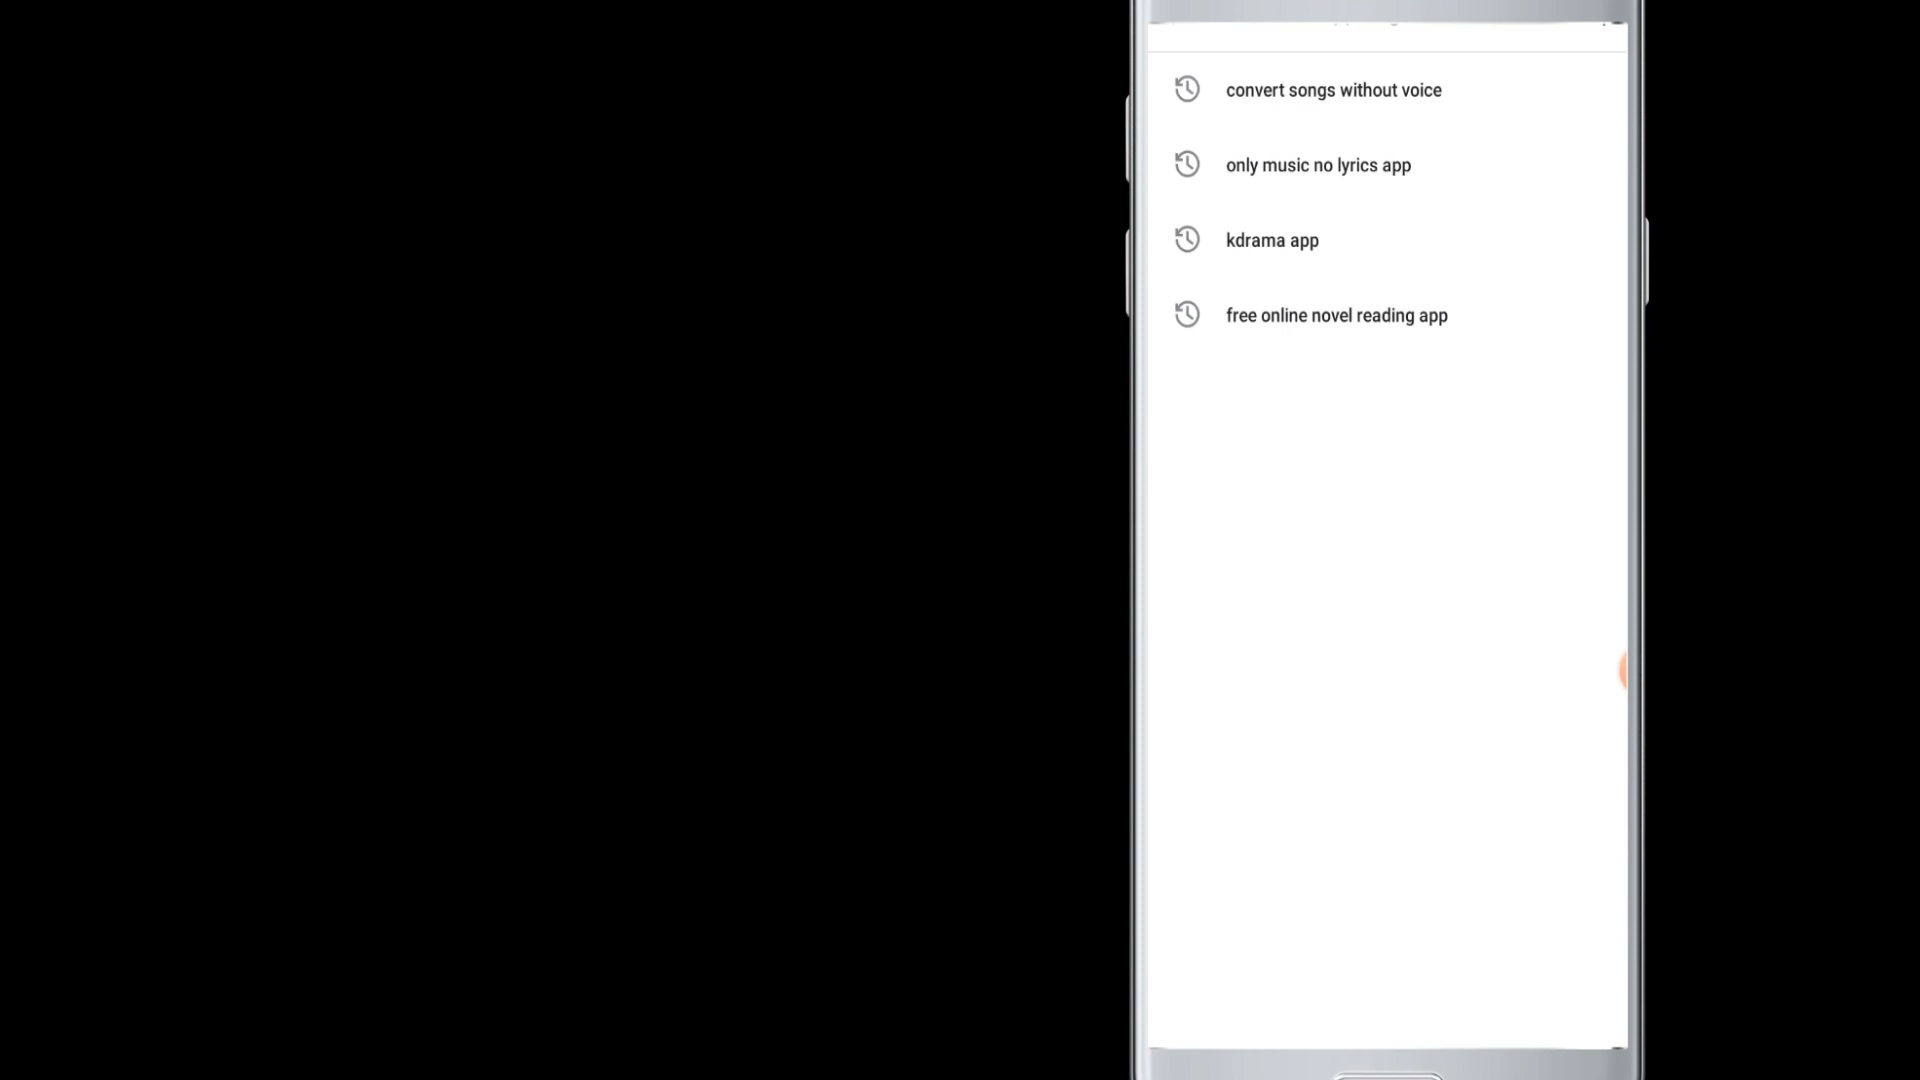 convert songs without voice
only music no lyrics app
kdrama app
free online novel reading app